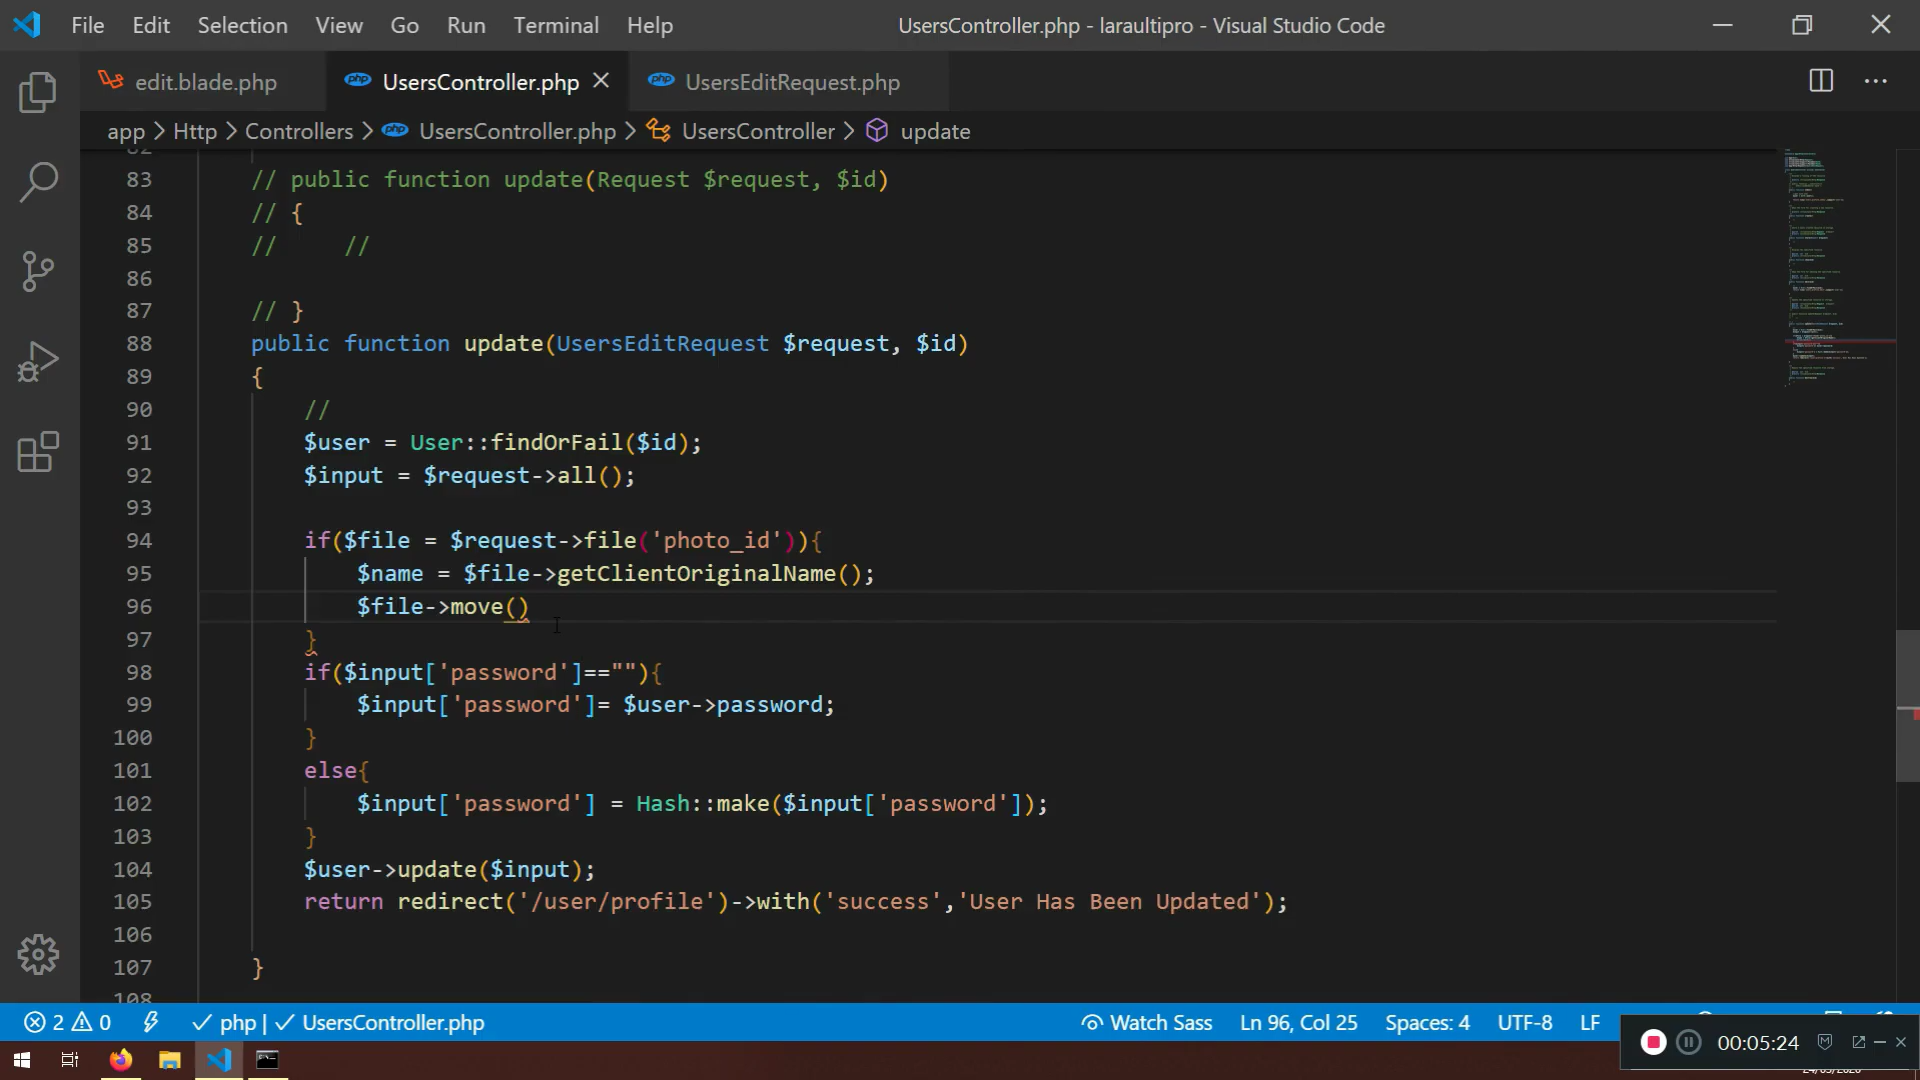 File Edit Selection View Go Run Terminal Help
UsersController.php - laraultipro - Visual Studio Code
edit.blade.php
UsersController.php
UsersEditRequest.php
app > Http > Controllers > UsersController.php > UsersController > update
82
83 // public function update(Request $request, $id)
84 // {
85 // //
86
87 // }
88 public function update(UsersEditRequest $request, $id)
89 {
90 //
91 $user = User::findOrFail($id);
92 $input = $request->all();
93
94 if($file = $request->file('photo_id')){
95 $name = $file->getClientOriginalName();
96 $file->move()
97 }
98 if($input['password']==""){
99 $input['password']= $user->password;
100 }
101 else{
102 $input['password'] = Hash::make($input['password']);
103 }
104 $user->update($input);
105 return redirect('/user/profile')->with('success','User Has Been Updated');
106
107 }
108
2 0 php | UsersController.php
Watch Sass Ln 96, Col 25 Spaces: 4 UTF-8 LF
00:05:24